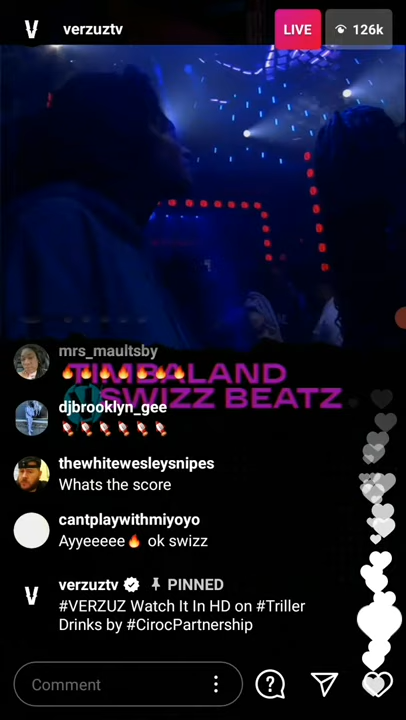 V verzuztv LIVE 126k
mrs_maultsby
🔥🔥🔥🔥🔥🔥🔥
TIMBALAND
SWIZZ BEATZ
djbrooklyn_gee
🚀🚀🚀🚀🚀🚀
thewhitewesleysnipes
Whats the score
cantplaywithmiyoyo
Ayyeeeee🔥 ok swizz
V verzuztv PINNED
#VERZUZ Watch It In HD on #Triller
Drinks by #CirocPartnership
Comment